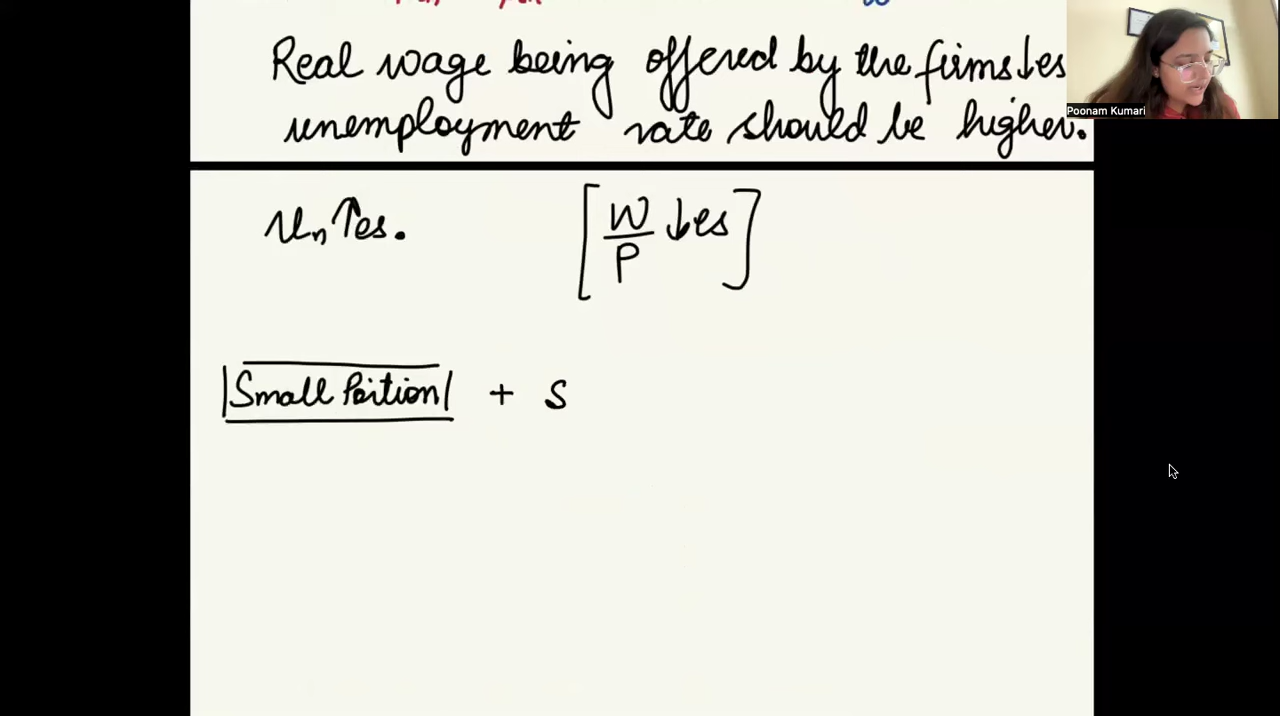 Real wage being offered by the firms ↓es
Poonam Kumari
unemployment rate should be higher.
un ↑es. [W/P ↓es]
|Small Portion| + S